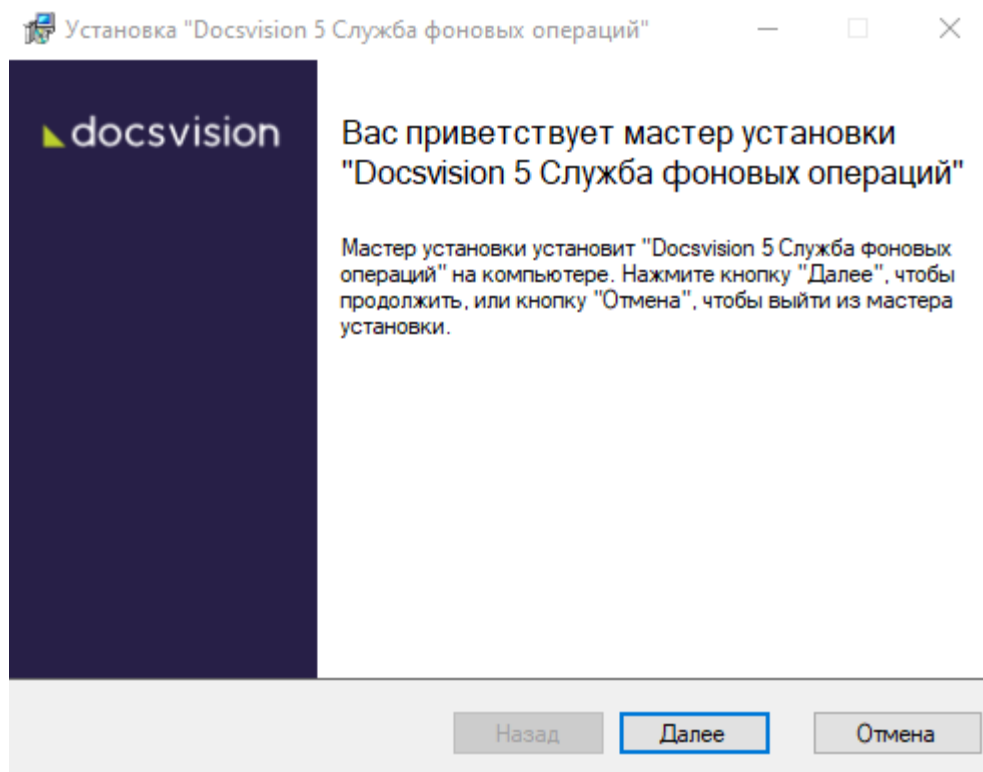 Установка "Docsvision 5 Служба фоновых операций"
docsvision
Вас приветствует мастер установки
"Docsvision 5 Служба фоновых операций"
Мастер установки установит "Docsvision 5 Служба фоновых
операций" на компьютере. Нажмите кнопку "Далее", чтобы
продолжить, или кнопку "Отмена", чтобы выйти из мастера
установки.
Назад
Далее
Отмена